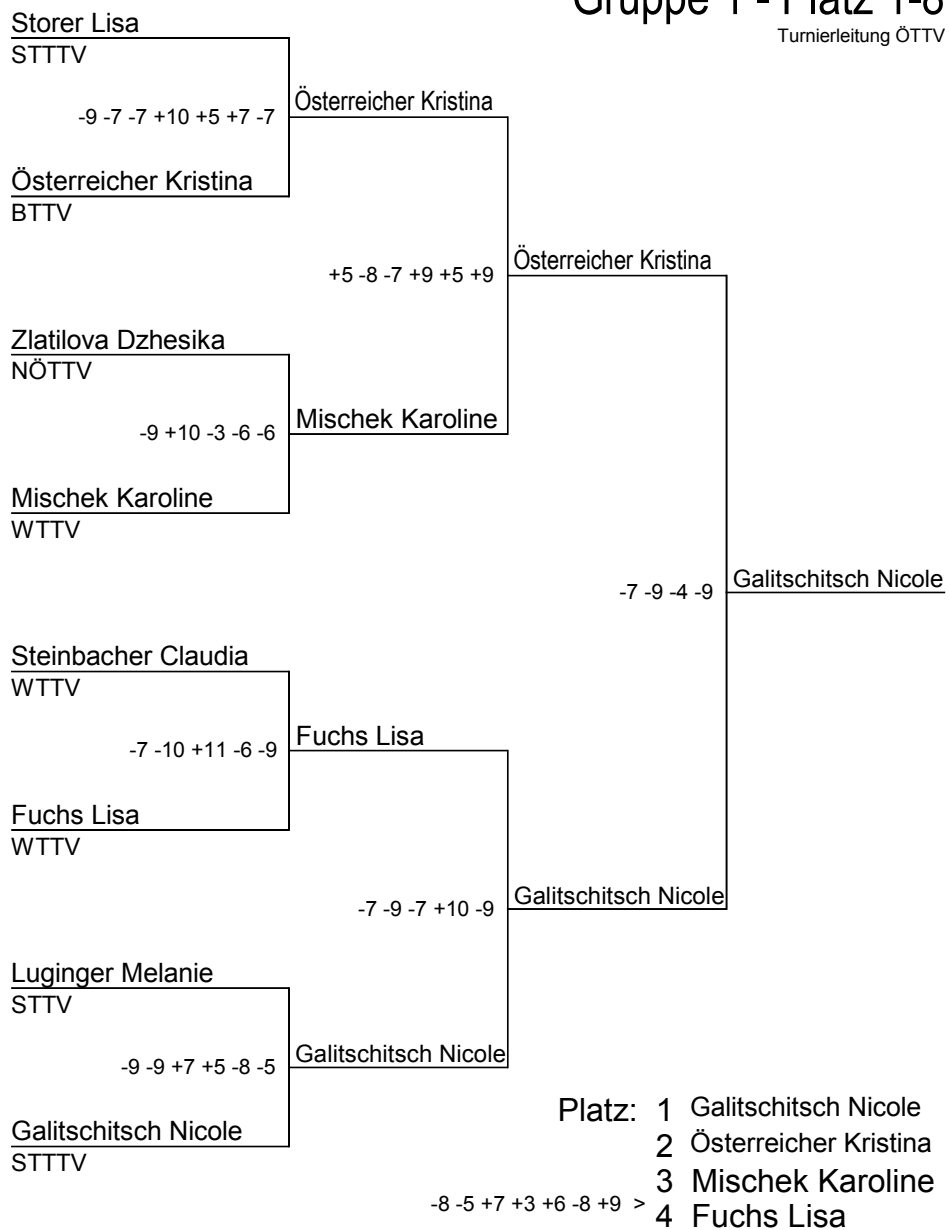 Gruppe 1 - Platz 1-8
Turnierleitung ÖTTV
Storer Lisa
STTTV
-9 -7 -7 +10 +5 +7 -7
Österreicher Kristina
Österreicher Kristina
BTTV
+5 -8 -7 +9 +5 +9
Österreicher Kristina
Zlatilova Dzhesika
NÖTTV
-9 +10 -3 -6 -6
Mischek Karoline
Mischek Karoline
WTTV
-7 -9 -4 -9
Galitschitsch Nicole
Steinbacher Claudia
WTTV
-7 -10 +11 -6 -9
Fuchs Lisa
Fuchs Lisa
WTTV
-7 -9 -7 +10 -9
Galitschitsch Nicole
Luginger Melanie
STTV
-9 -9 +7 +5 -8 -5
Galitschitsch Nicole
Galitschitsch Nicole
STTTV
Platz: 1 Galitschitsch Nicole
2 Österreicher Kristina
3 Mischek Karoline
-8 -5 +7 +3 +6 -8 +9 >
4 Fuchs Lisa